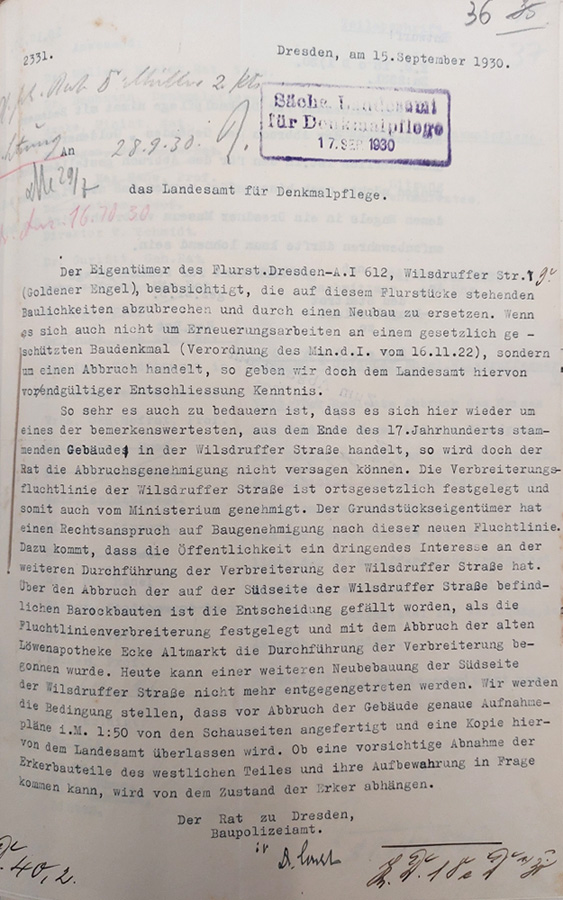 36
2331.
Dresden, am 15.September 1930.
Sächs. Landesamt
für Denkmalpflege
17. SEP. 1930
2 
28.9.30.
An
29/
16.10.30.
das Landesamt für Denkmalpflege.
Der Eigentümer des Flurst.Dresden-A.I 612, Wilsdruffer Str.
(Goldener Engel), beabsichtigt, die auf diesem Flurstücke stehenden
Baulichkeiten abzubrechen und durch einen Neubau zu ersetzen. Wenn
es sich auch nicht um Erneuerungsarbeiten an einem gesetzlich ge -
schützten Baudenkmal (Verordnung des Min.d.I. vom 16.11.22), sondern
um einen Abbruch handelt, so geben wir doch dem Landesamt hiervon
vorendgültiger Entschliessung Kenntnis.
So sehr es auch zu bedauern ist, dass es sich hier wieder um
eines der bemerkenswertesten, aus dem Ende des 17.Jahrhunderts stam-
menden Gebäude in der Wilsdruffer Straße handelt, so wird doch der
Rat die Abbruchsgenehmigung nicht versagen können. Die Verbreiterungs-
fluchtlinie der Wilsdruffer Straße ist ortsgesetzlich festgelegt und
somit auch vom Ministerium genehmigt. Der Grundstückseigentümer hat
einen Rechtsanspruch auf Baugenehmigung nach dieser neuen Fluchtlinie.
Dazu kommt, dass die Öffentlichkeit ein dringendes Interesse an der
weiteren Durchführung der Verbreiterung der Wilsdruffer Straße hat.
Über den Abbruch der auf der Südseite der Wilsdruffer Straße befind-
lichen Barockbauten ist die Entscheidung gefällt worden, als die
Fluchtlinienverbreiterung festgelegt und mit dem Abbruch der alten
Löwenapotheke Ecke Altmarkt die Durchführung der Verbreiterung be-
gonnen wurde. Heute kann einer weiteren Neubebauung der Südseite
der Wilsdruffer Straße nicht mehr entgegengetreten werden. Wir werden
die Bedingung stellen, dass vor Abbruch der Gebäude genaue Aufnahme-
pläne i.M. 1:50 von den Schauseiten angefertigt und eine Kopie hier-
von dem Landesamt überlassen wird. Ob eine vorsichtige Abnahme der
Erkerbauteile des westlichen Teiles und ihre Aufbewahrung in Frage
kommen kann, wird von dem Zustand der Erker abhängen.
Der Rat zu Dresden,
Baupolizeiamt.
40,2.